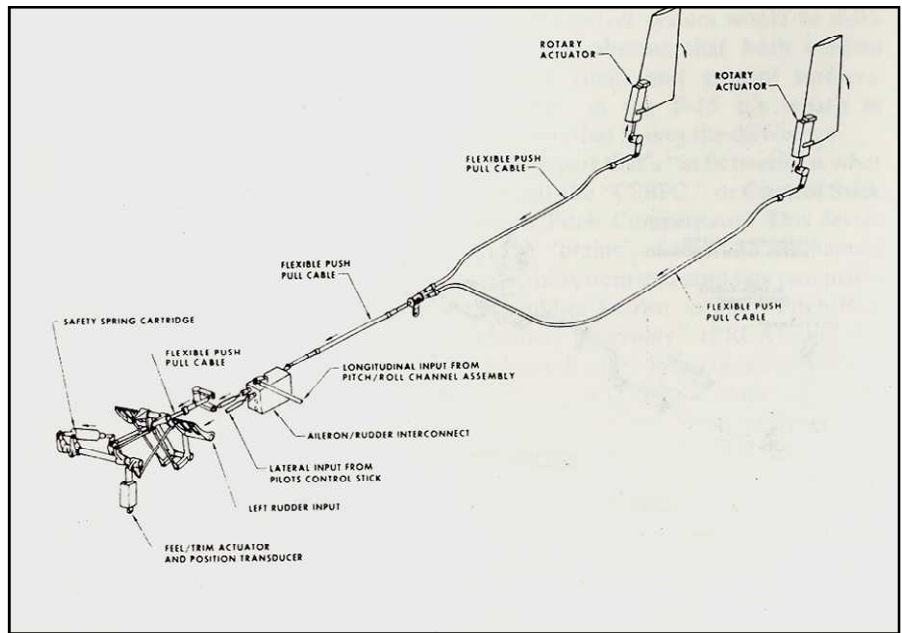 ROTARY
ACTUATOR
ROTARY
ACTUATOR
FLEXIBLE PUSH
PULL CABLE
FLEXIBLE PUSH
PULL CABLE
FLEXIBLE PUSH
PULL CABLE
SAFETY SPRING CARTRIDGE
FLEXIBLE PUSH
PULL CABLE
LONGITUDINAL INPUT FROM
PITCH/ROLL CHANNEL ASSEMBLY
AILERON/RUDDER INTERCONNECT
LATERAL INPUT FROM
PILOTS CONTROL STICK
LEFT RUDDER INPUT
FEEL/TRIM ACTUATOR
AND POSITION TRANSDUCER